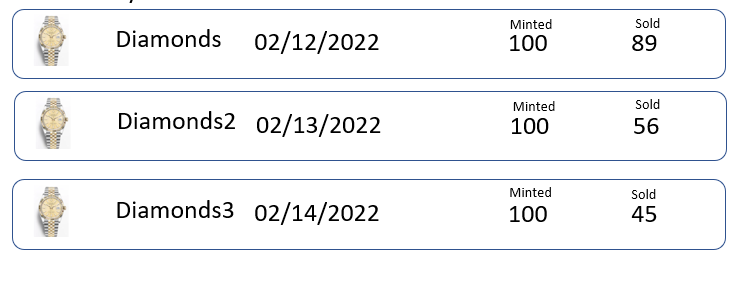 Diamonds 02/12/2022 Minted 100 Sold 89
Diamonds2 02/13/2022 Minted 100 Sold 56
Diamonds3 02/14/2022 Minted 100 Sold 45